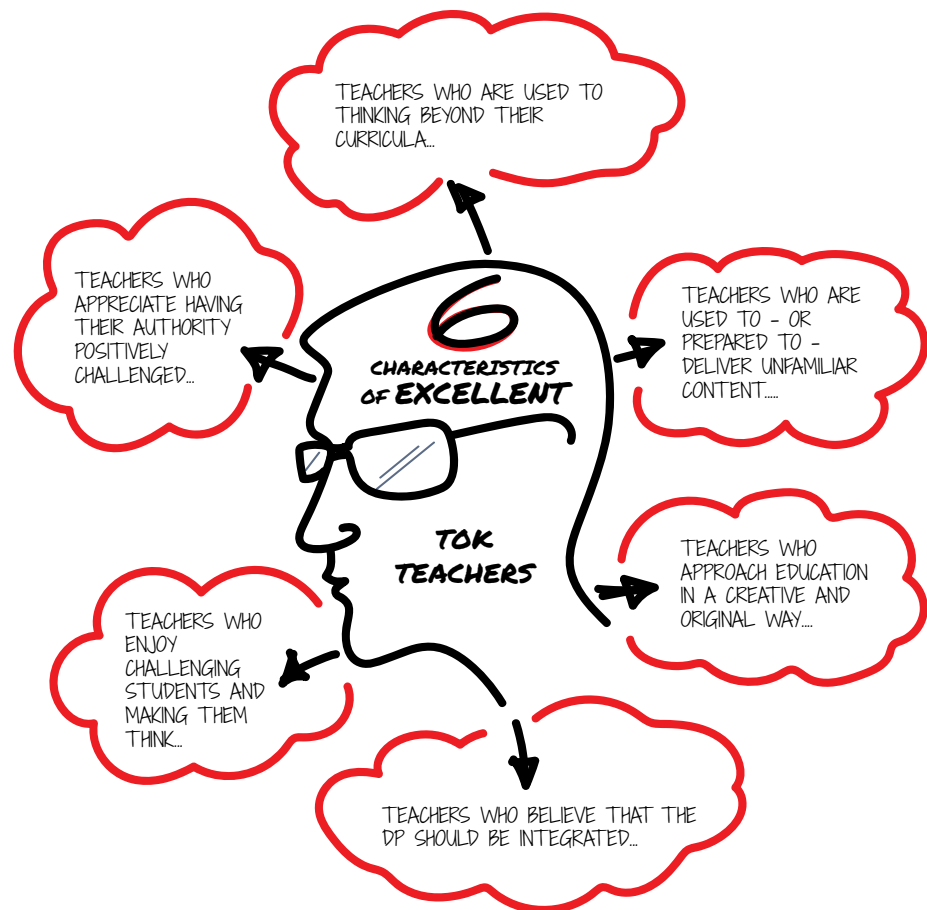 TEACHERS WHO ARE USED TO
THINKING BEYOND THEIR
CURRICULA...
TEACHERS WHO
APPRECIATE HAVING
THEIR AUTHORITY
POSITIVELY
CHALLENGED...
6
CHARACTERISTICS
OF EXCELLENT
TOK
TEACHERS
TEACHERS WHO ARE
USED TO - OR
PREPARED TO -
DELIVER UNFAMILIAR
CONTENT.....
TEACHERS WHO
APPROACH EDUCATION
IN A CREATIVE AND
ORIGINAL WAY....
TEACHERS WHO
ENJOY
CHALLENGING
STUDENTS AND
MAKING THEM
THINK...
TEACHERS WHO BELIEVE THAT THE
DP SHOULD BE INTEGRATED...